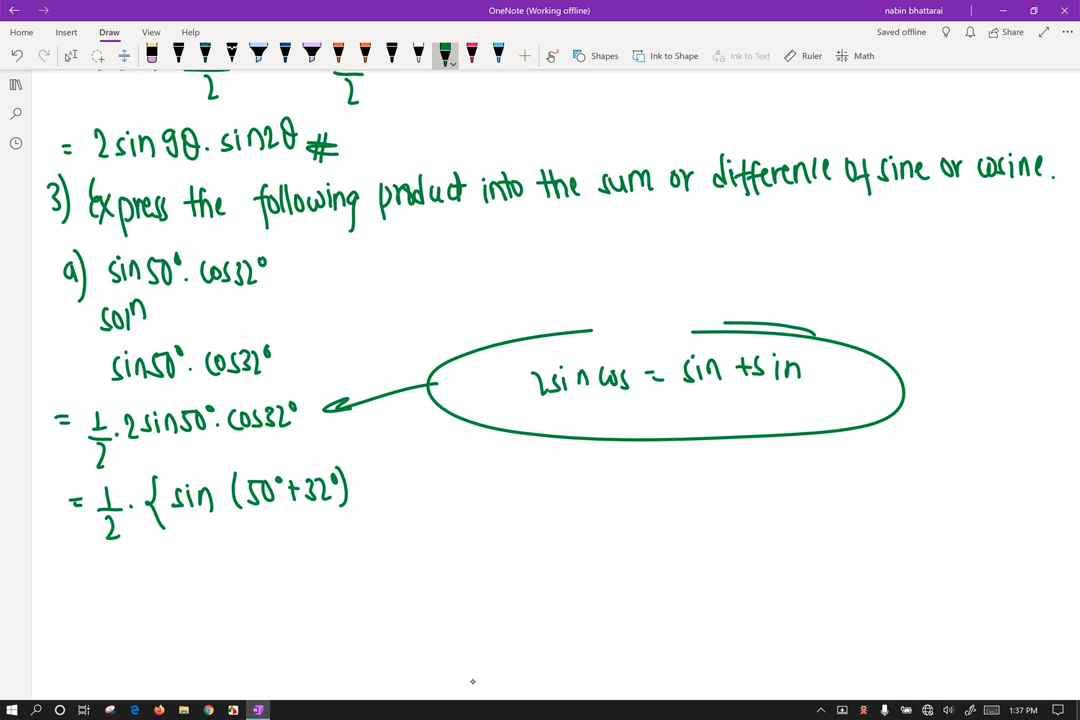 OneNote (Working offline)
nabin bhattarai
Home Insert Draw View Help
Saved offline
Share
Shapes
Ink to Shape
Ink to Text
Ruler
Math
2 2
= 2 sin 9θ . sin 2θ #
3) Express the following product into the sum or difference of sine or cosine.
a) sin 50° . cos 32°
solⁿ
sin 50° . cos 32°
2 sin cos = sin + sin
= 1/2 . 2 sin 50° . cos 32°
= 1/2 . { sin (50° + 32°)
1:37 PM